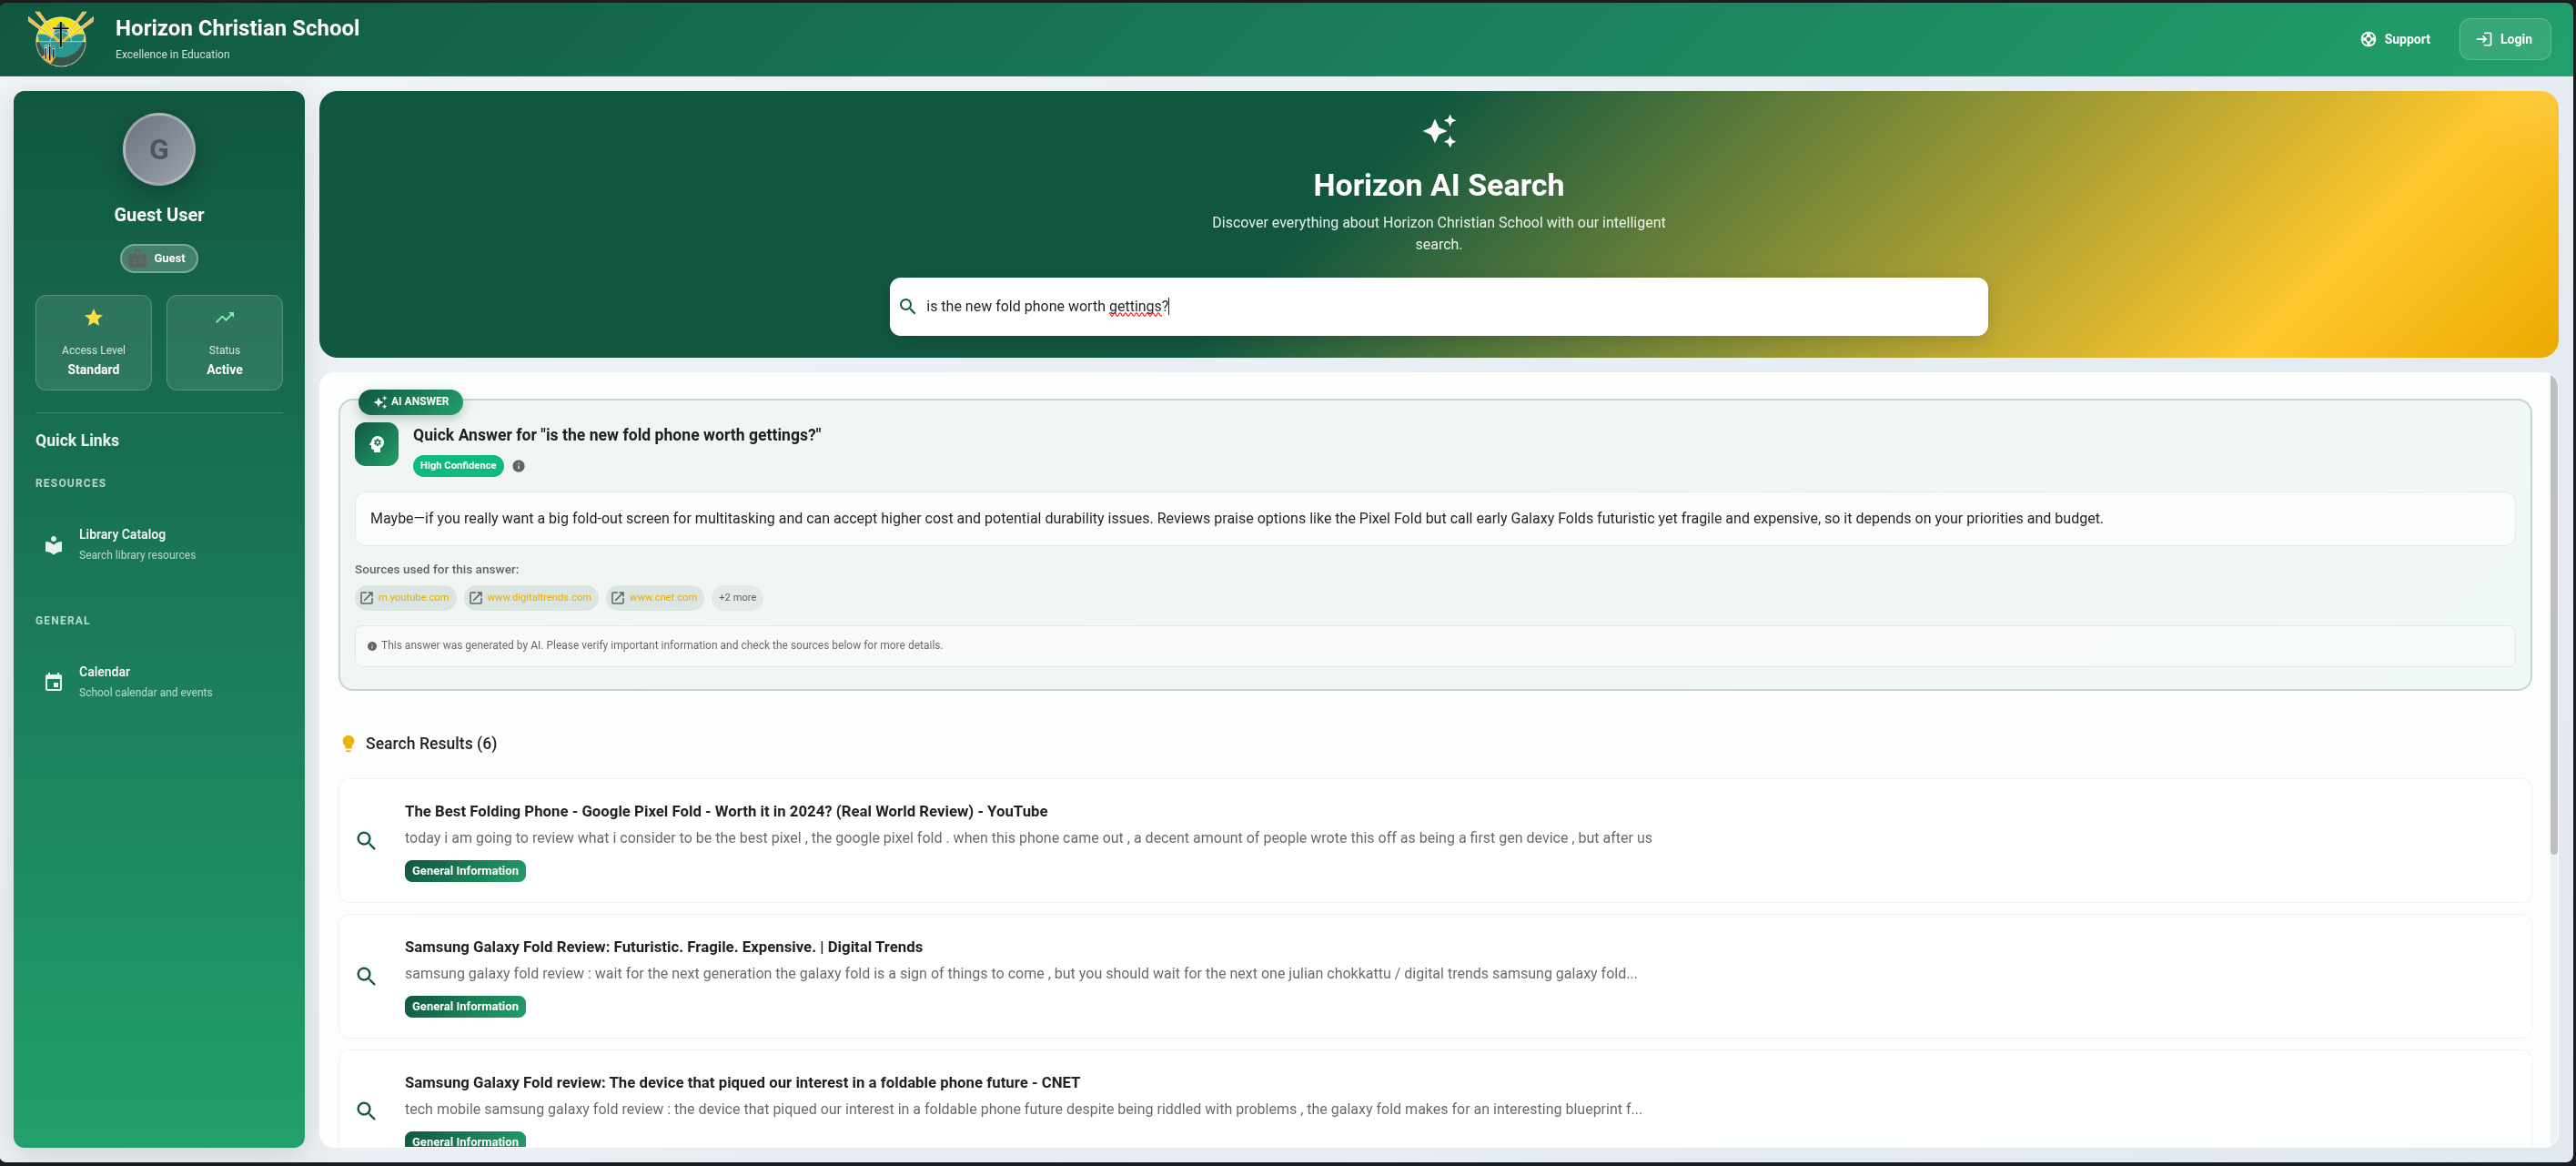 Horizon Christian School
Excellence in Education
Support
Login
G
Guest User
Guest
Access Level
Standard
Status
Active
Quick Links
RESOURCES
Library Catalog
Search library resources
GENERAL
Calendar
School calendar and events
Horizon AI Search
Discover everything about Horizon Christian School with our intelligent
search.
is the new fold phone worth gettings?
AI ANSWER
Quick Answer for "is the new fold phone worth gettings?"
High Confidence
Maybe—if you really want a big fold-out screen for multitasking and can accept higher cost and potential durability issues. Reviews praise options like the Pixel Fold but call early Galaxy Folds futuristic yet fragile and expensive, so it depends on your priorities and budget.
Sources used for this answer:
m.youtube.com
www.digitaltrends.com
www.cnet.com
+2 more
This answer was generated by AI. Please verify important information and check the sources below for more details.
Search Results (6)
The Best Folding Phone - Google Pixel Fold - Worth it in 2024? (Real World Review) - YouTube
today i am going to review what i consider to be the best pixel , the google pixel fold . when this phone came out , a decent amount of people wrote this off as being a first gen device , but after us
General Information
Samsung Galaxy Fold Review: Futuristic. Fragile. Expensive. | Digital Trends
samsung galaxy fold review : wait for the next generation the galaxy fold is a sign of things to come , but you should wait for the next one julian chokkattu / digital trends samsung galaxy fold...
General Information
Samsung Galaxy Fold review: The device that piqued our interest in a foldable phone future - CNET
tech mobile samsung galaxy fold review : the device that piqued our interest in a foldable phone future despite being riddled with problems , the galaxy fold makes for an interesting blueprint f...
General Information